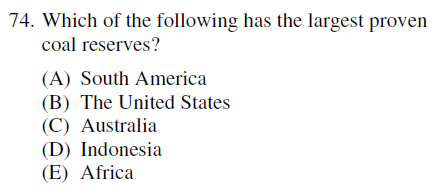 74. Which of the following has the largest proven
coal reserves?
(A) South America
(B) The United States
(C) Australia
(D) Indonesia
(E) Africa